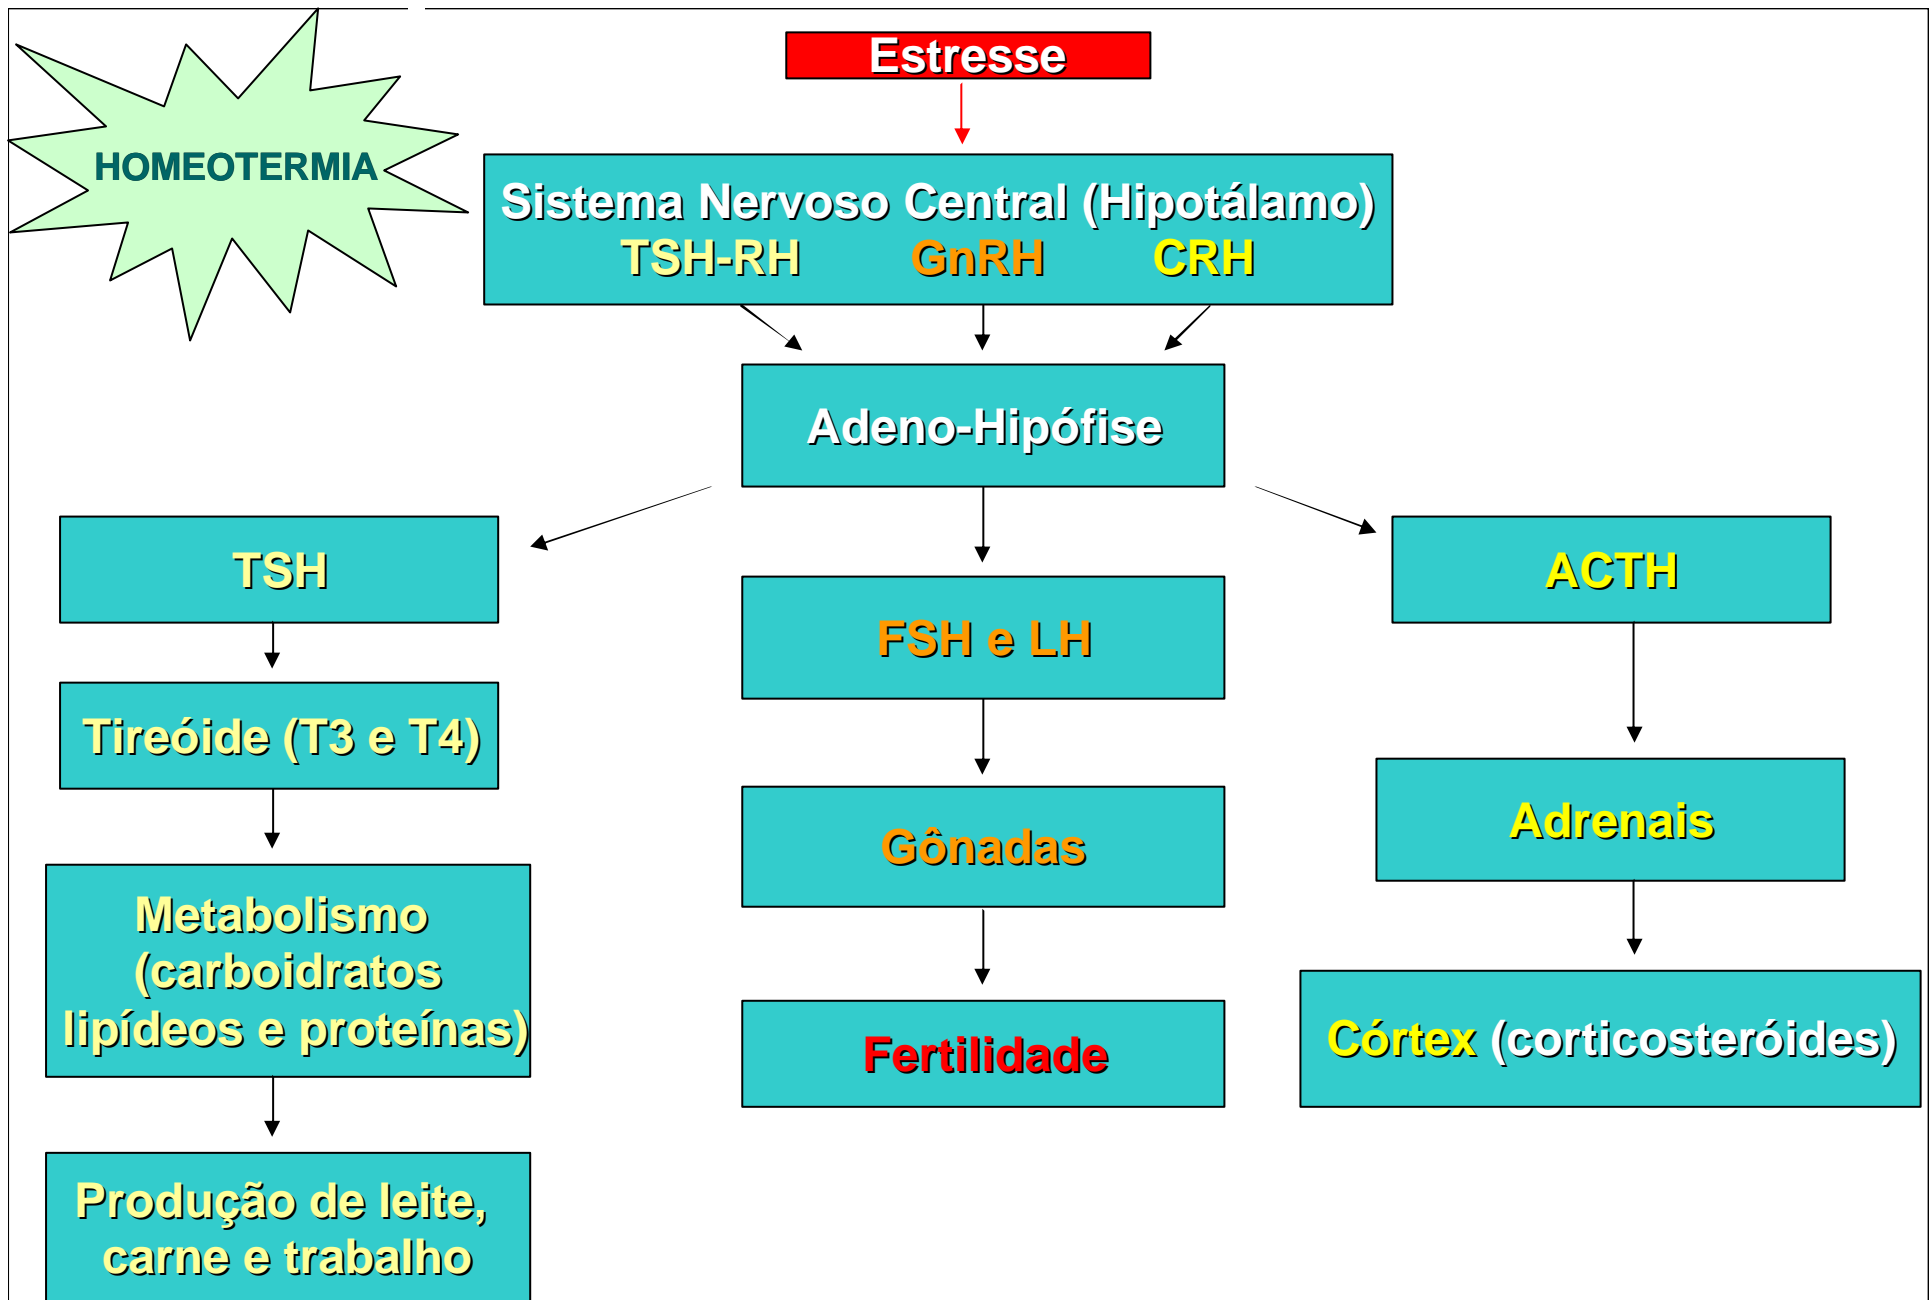 Estresse
HOMEOTERMIA
Sistema Nervoso Central (Hipotálamo)
TSH-RH GnRH CRH
Adeno-Hipófise
TSH
Tireóide (T3 e T4)
Metabolismo
(carboidratos
lipídeos e proteínas)
Produção de leite,
carne e trabalho
FSH e LH
Gônadas
Fertilidade
ACTH
Adrenais
Córtex (corticosteróides)